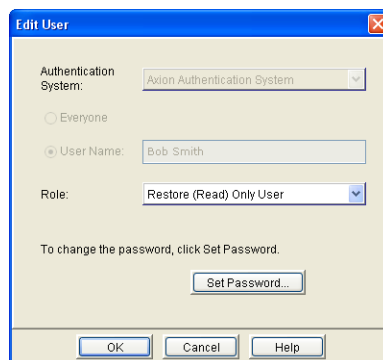 Edit User
Authentication
System:
Axion Authentication System
Everyone
User Name:
Bob Smith
Role:
Restore (Read) Only User
To change the password, click Set Password.
Set Password...
OK
Cancel
Help